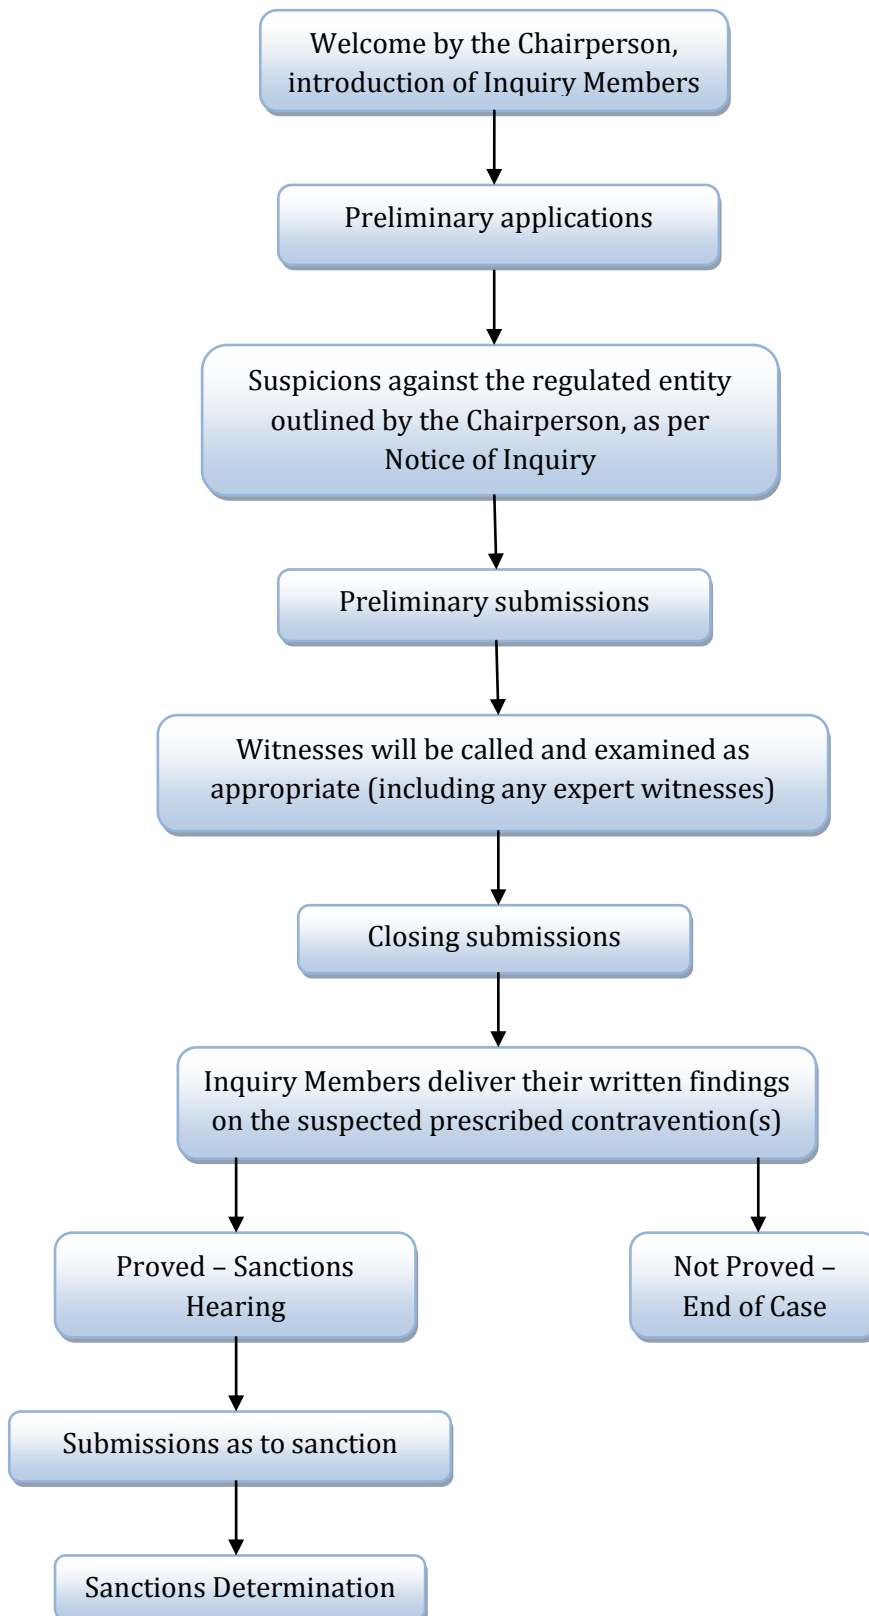 Welcome by the Chairperson,
introduction of Inquiry Members
Preliminary applications
Suspicions against the regulated entity
outlined by the Chairperson, as per
Notice of Inquiry
Preliminary submissions
Witnesses will be called and examined as
appropriate (including any expert witnesses)
Closing submissions
Inquiry Members deliver their written findings
on the suspected prescribed contravention(s)
Proved – Sanctions
Hearing
Not Proved –
End of Case
Submissions as to sanction
Sanctions Determination